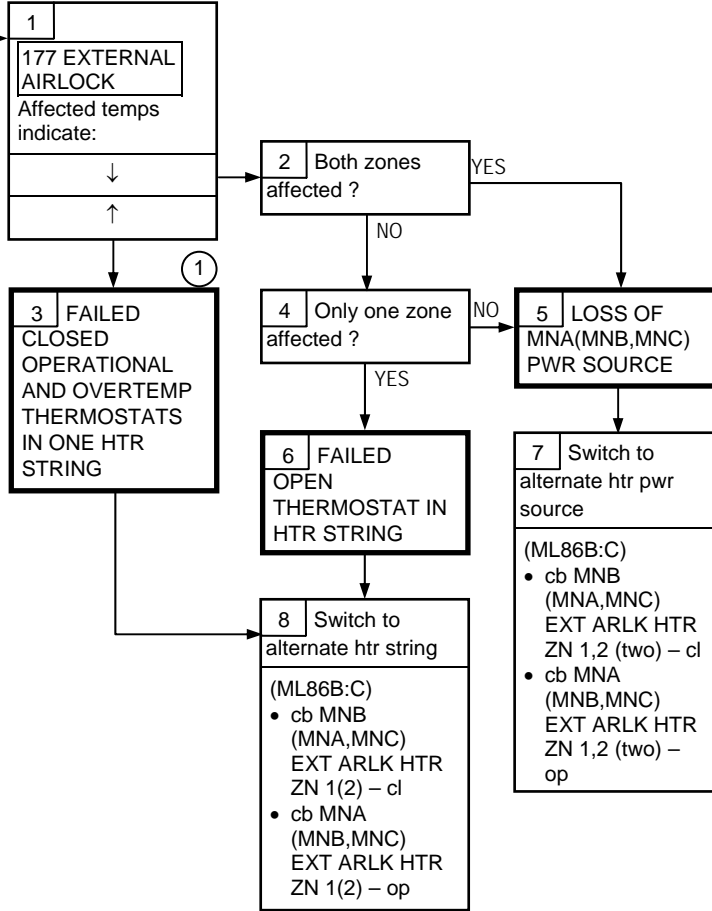 1
177 EXTERNAL
AIRLOCK
Affected temps
indicate:
↓
↑
2 Both zones
affected ?
YES
NO
1
3 FAILED
CLOSED
OPERATIONAL
AND OVERTEMP
THERMOSTATS
IN ONE HTR
STRING
4 Only one zone
affected ?
NO
YES
5 LOSS OF
MNA(MNB,MNC)
PWR SOURCE
6 FAILED
OPEN
THERMOSTAT IN
HTR STRING
7 Switch to
alternate htr pwr
source
(ML86B:C)
• cb MNB
(MNA,MNC)
EXT ARLK HTR
ZN 1,2 (two) – cl
• cb MNA
(MNB,MNC)
EXT ARLK HTR
ZN 1,2 (two) –
op
8 Switch to
alternate htr string
(ML86B:C)
• cb MNB
(MNA,MNC)
EXT ARLK HTR
ZN 1(2) – cl
• cb MNA
(MNB,MNC)
EXT ARLK HTR
ZN 1(2) – op